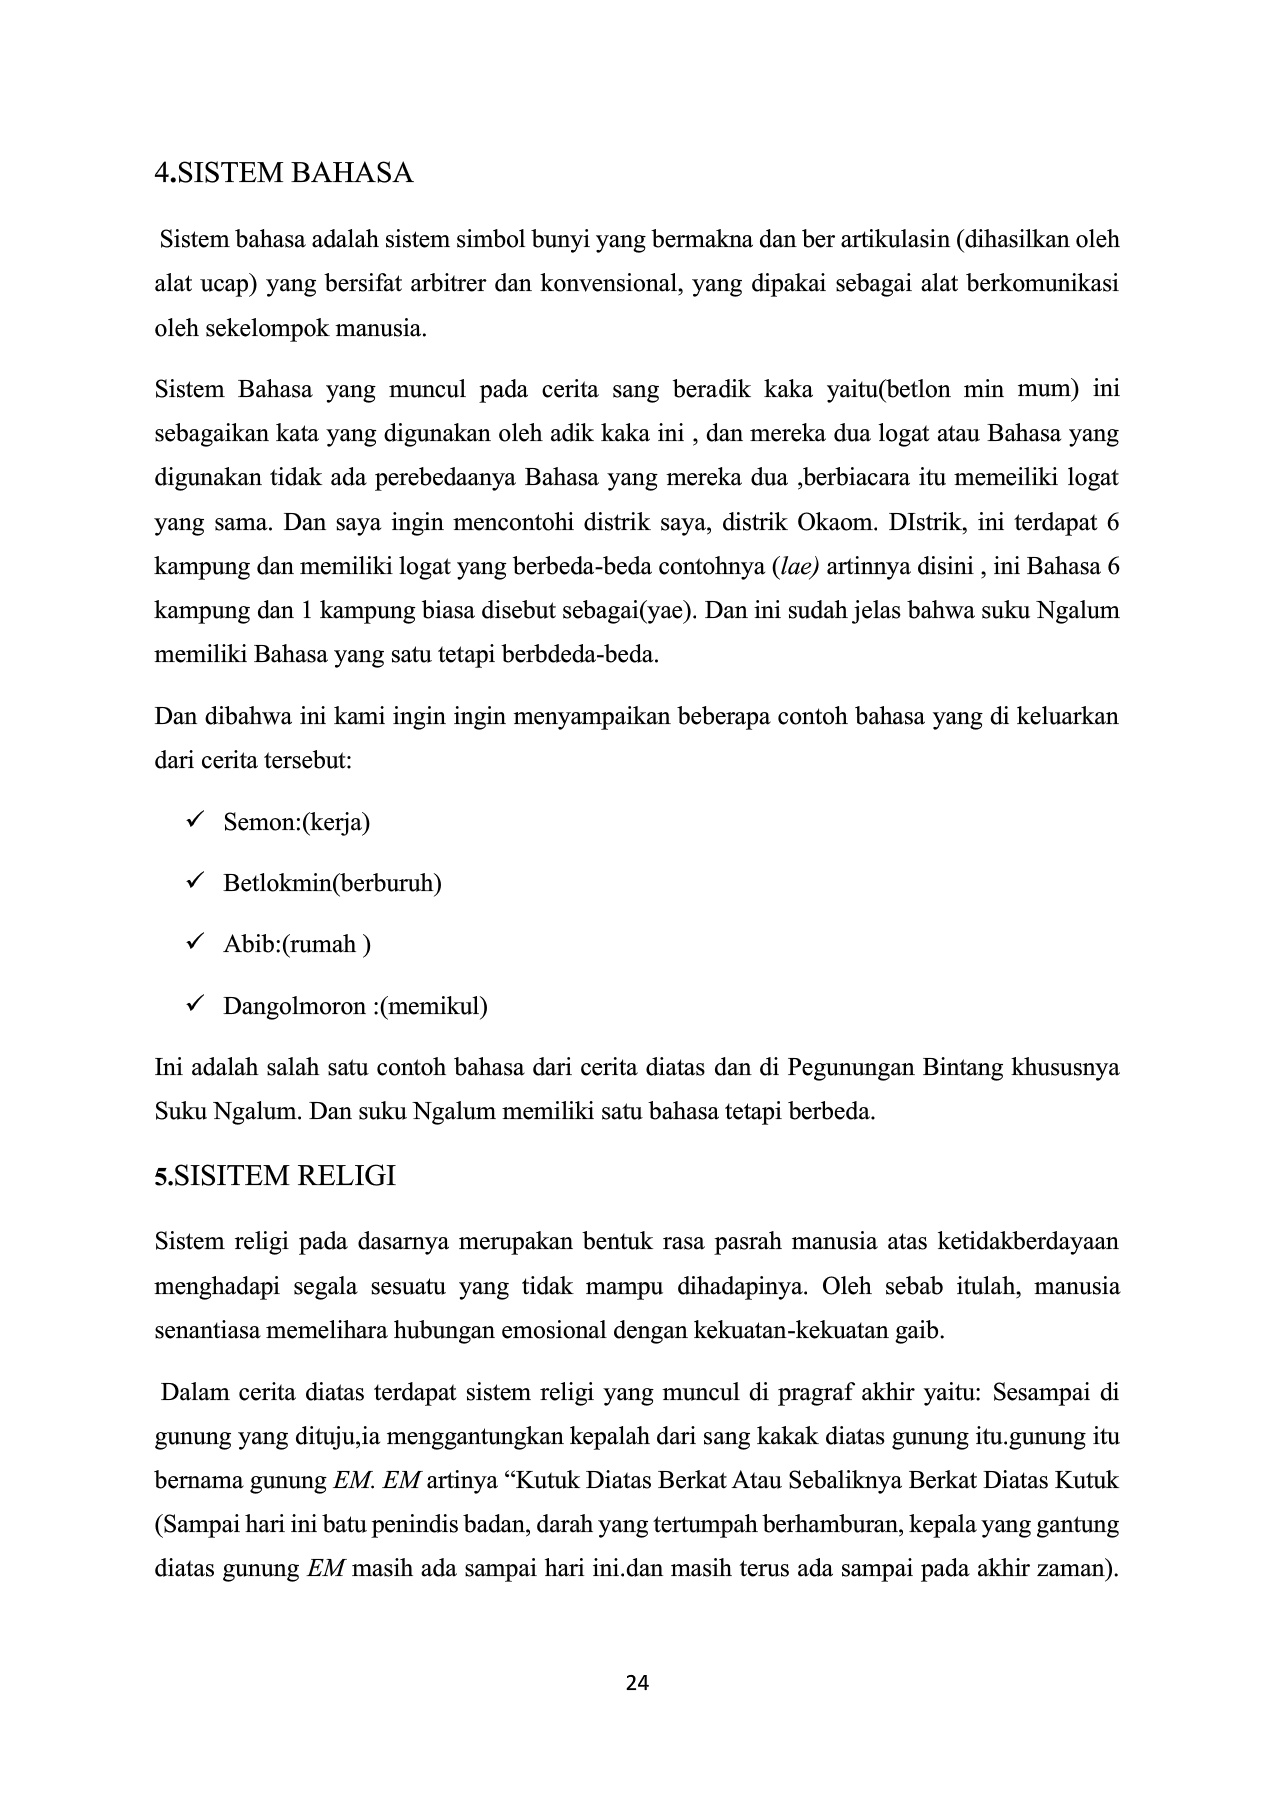 4.SISTEM BAHASA
Sistem bahasa adalah sistem simbol bunyi yang bermakna dan ber artikulasin (dihasilkan oleh
alat ucap) yang bersifat arbitrer dan konvensional, yang dipakai sebagai alat berkomunikasi
oleh sekelompok manusia.
Sistem Bahasa yang muncul pada cerita sang beradik kaka yaitu(betlon min mum) ini
sebagaikan kata yang digunakan oleh adik kaka ini , dan mereka dua logat atau Bahasa yang
digunakan tidak ada perebedaanya Bahasa yang mereka dua ,berbiacara itu memeiliki logat
yang sama. Dan saya ingin mencontohi distrik saya, distrik Okaom. DIstrik, ini terdapat 6
kampung dan memiliki logat yang berbeda-beda contohnya (lae) artinnya disini , ini Bahasa 6
kampung dan 1 kampung biasa disebut sebagai(yae). Dan ini sudah jelas bahwa suku Ngalum
memiliki Bahasa yang satu tetapi berbdeda-beda.
Dan dibahwa ini kami ingin ingin menyampaikan beberapa contoh bahasa yang di keluarkan
dari cerita tersebut:
✓ Semon:(kerja)
✓ Betlokmin(berburuh)
✓ Abib:(rumah )
✓ Dangolmoron :(memikul)
Ini adalah salah satu contoh bahasa dari cerita diatas dan di Pegunungan Bintang khususnya
Suku Ngalum. Dan suku Ngalum memiliki satu bahasa tetapi berbeda.
5.SISITEM RELIGI
Sistem religi pada dasarnya merupakan bentuk rasa pasrah manusia atas ketidakberdayaan
menghadapi segala sesuatu yang tidak mampu dihadapinya. Oleh sebab itulah, manusia
senantiasa memelihara hubungan emosional dengan kekuatan-kekuatan gaib.
Dalam cerita diatas terdapat sistem religi yang muncul di pragraf akhir yaitu: Sesampai di
gunung yang dituju,ia menggantungkan kepalah dari sang kakak diatas gunung itu.gunung itu
bernama gunung EM. EM artinya “Kutuk Diatas Berkat Atau Sebaliknya Berkat Diatas Kutuk
(Sampai hari ini batu penindis badan, darah yang tertumpah berhamburan, kepala yang gantung
diatas gunung EM masih ada sampai hari ini.dan masih terus ada sampai pada akhir zaman).
24